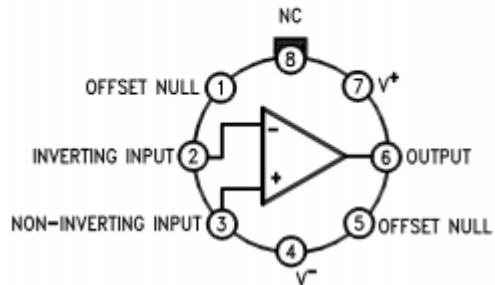 NC
8
OFFSET NULL 1
7 V+
INVERTING INPUT 2
-
6 OUTPUT
+
NON-INVERTING INPUT 3
5 OFFSET NULL
4
V-